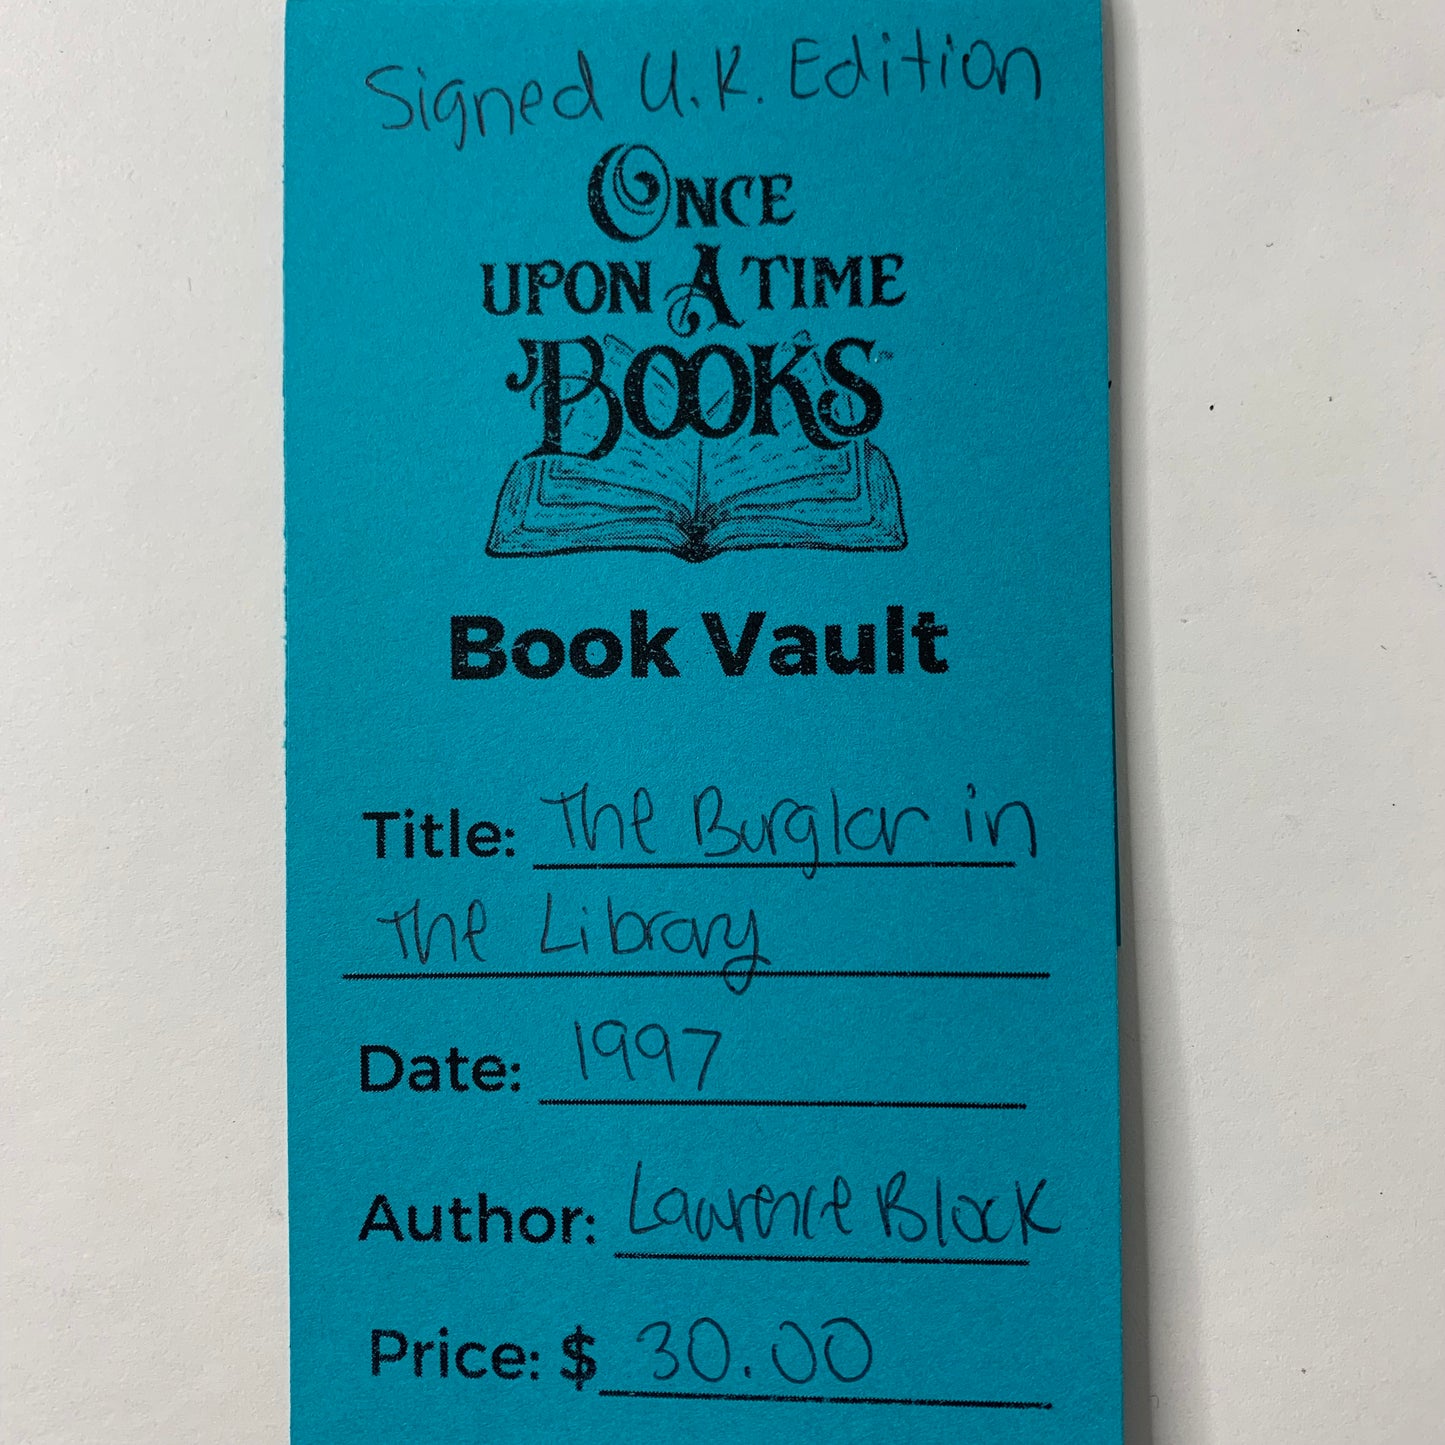 Signed U.K. Edition
ONCE
UPON A TIME
BOOKS
Book Vault
Title: The Burglar in
The Library
Date: 1997
Author: Lawrence Block
Price: $ 30.00